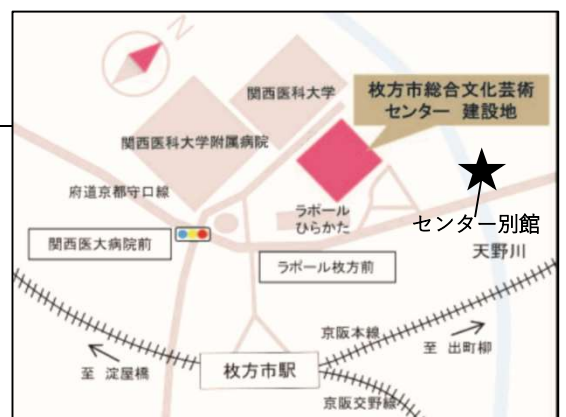 N
関西医科大学
枚方市総合文化芸術
センター 建設地
関西医科大学附属病院
府道京都守口線
ラポール
ひらかた
センター別館
関西医大病院前
天野川
ラポール枚方前
京阪本線
至 出町柳
至 淀屋橋
枚方市駅
京阪交野線